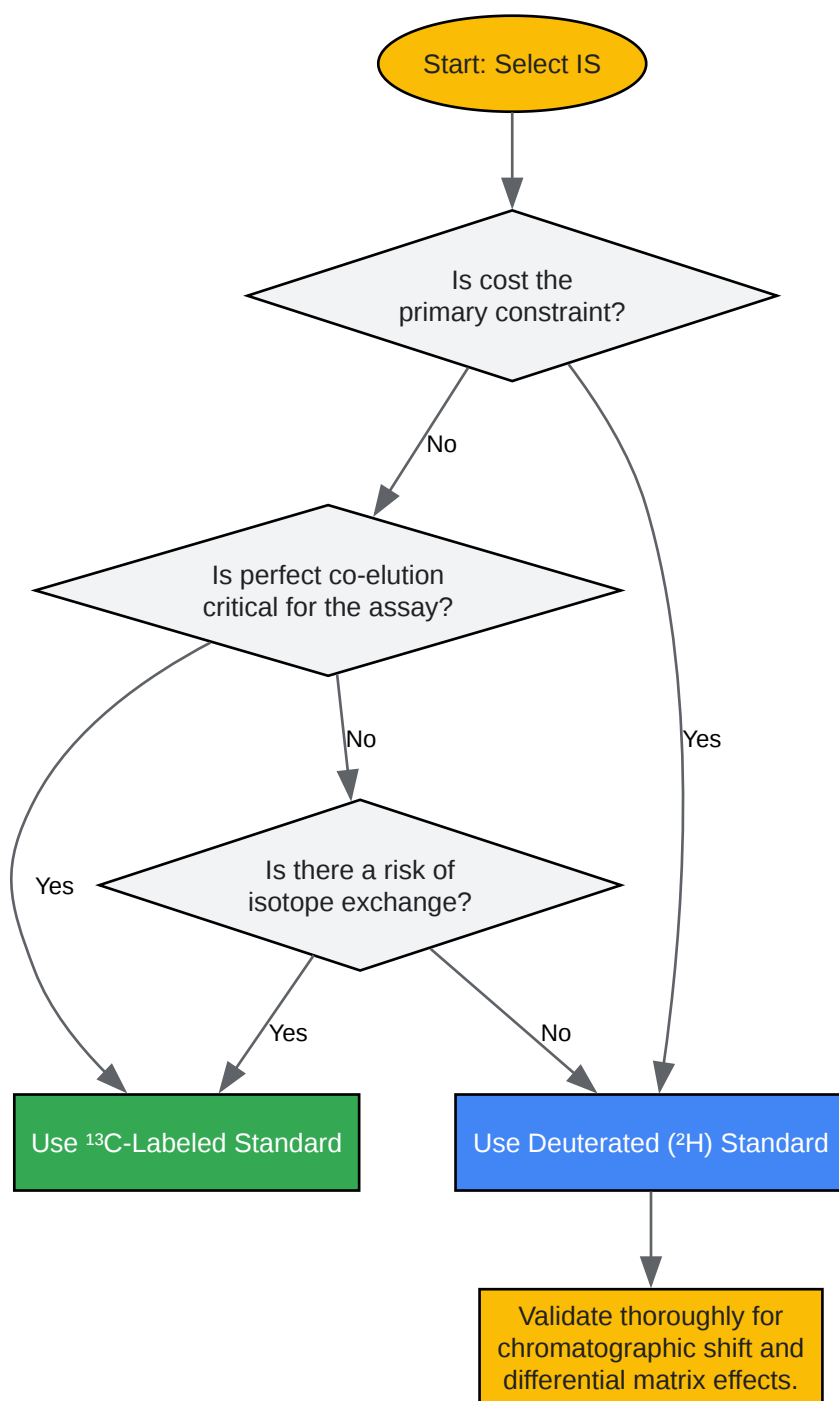 Start: Select IS
Is cost the
primary constraint?
No
Is perfect co-elution
critical for the assay?
No
Yes
Is there a risk of
isotope exchange?
Yes
Yes
No
Use ¹³C-Labeled Standard
Use Deuterated (²H) Standard
Validate thoroughly for
chromatographic shift and
differential matrix effects.